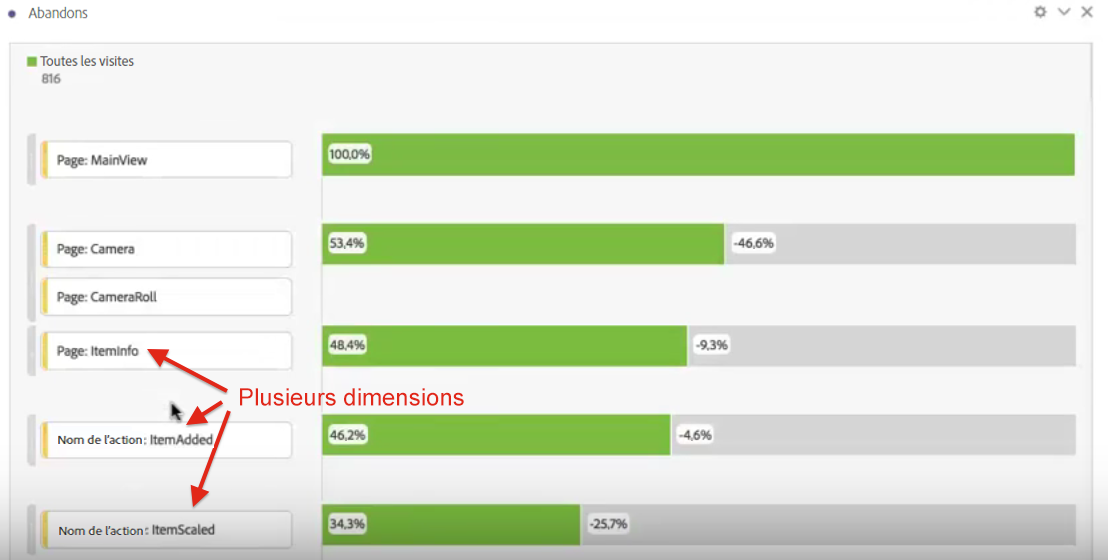 Abandons
Toutes les visites
816
Page: MainView
100,0%
Page: Camera
53,4%
-46,6%
Page: CameraRoll
Page: ItemInfo
48,4%
-9,3%
Plusieurs dimensions
Nom de l'action: ItemAdded
46,2%
-4,6%
Nom de l'action: ItemScaled
34,3%
-25,7%